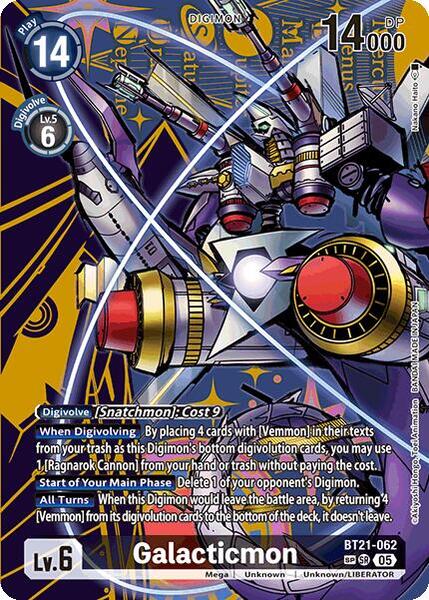 Play
14
DIGIMON
14000
DP
Digivolve
Lv.5
6
Nakano Haito
Digivolve [Snatchmon]: Cost 9
When Digivolving By placing 4 cards with [Vemmon] in their texts
from your trash as this Digimon's bottom digivolution cards, you may use
1 [Ragnarok Cannon] from your hand or trash without paying the cost.
Start of Your Main Phase Delete 1 of your opponent's Digimon.
All Turns When this Digimon would leave the battle area, by returning 4
[Vemmon] from its digivolution cards to the bottom of the deck, it doesn't leave.
©Akiyoshi Hongo, Toei Animation BANDAI MADE IN JAPAN
Lv.6
Galacticmon
BT21-062
SP SR 05
Mega | Unknown | Unknown/LIBERATOR